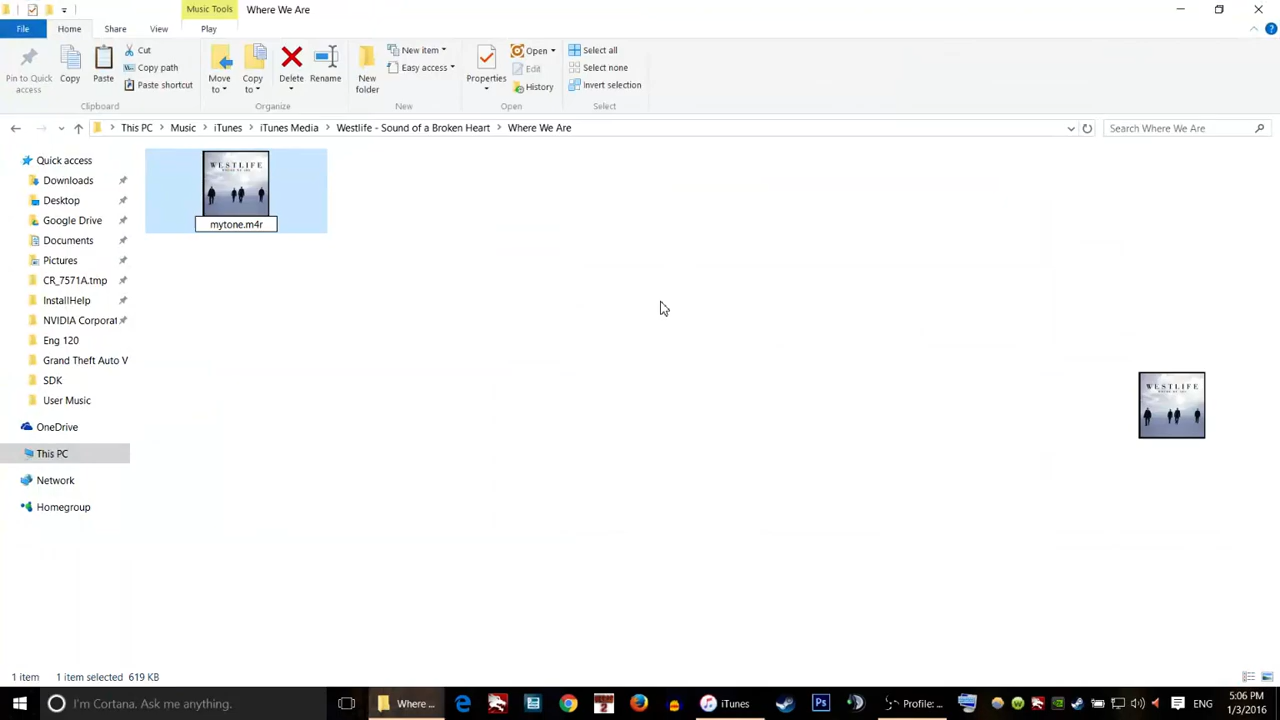 Music Tools Where We Are
File Home Share View Play
Pin to Quick access
Copy
Paste
Cut
Copy path
Paste shortcut
Clipboard
Move to
Copy to
Delete
Rename
Organize
New folder
New item
Easy access
New
Properties
Open
Edit
History
Open
Select all
Select none
Invert selection
Select
This PC Music iTunes iTunes Media Westlife - Sound of a Broken Heart Where We Are
Search Where We Are
Quick access
Downloads
Desktop
Google Drive
Documents
Pictures
CR_7571A.tmp
InstallHelp
NVIDIA Corporat
Eng 120
Grand Theft Auto V
SDK
User Music
OneDrive
This PC
Network
Homegroup
WESTLIFE
mytone.m4r
WESTLIFE
1 item 1 item selected 619 KB
I'm Cortana. Ask me anything.
Where ...
2
iTunes
Profile: ...
ENG
5:06 PM
1/3/2016